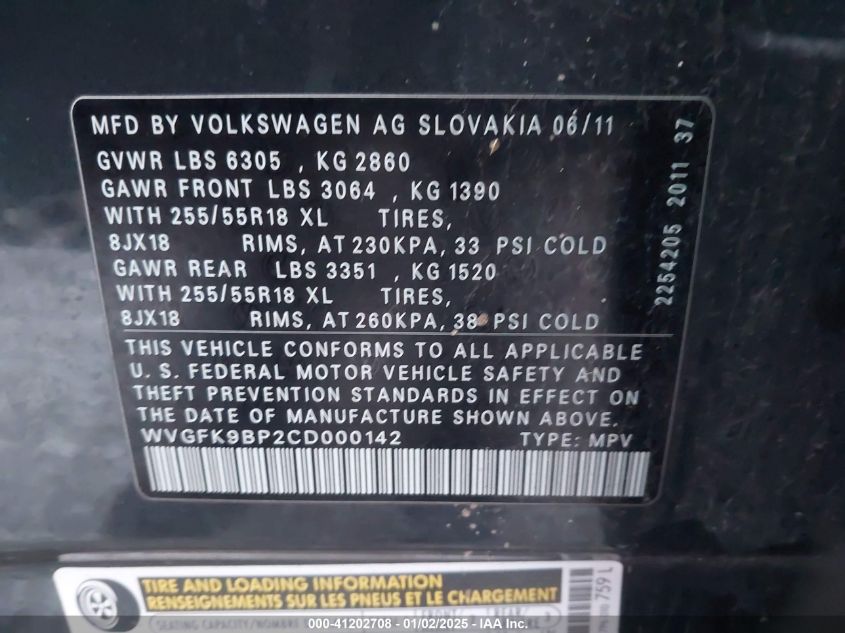 MFD BY VOLKSWAGEN AG SLOVAKIA 06/11
GVWR LBS 6305 , KG 2860
GAWR FRONT LBS 3064 , KG 1390
WITH 255/55R18 XL TIRES,
8JX18 RIMS, AT 230KPA, 33 PSI COLD
GAWR REAR LBS 3351 , KG 1520
WITH 255/55R18 XL TIRES,
8JX18 RIMS, AT 260KPA, 38 PSI COLD
THIS VEHICLE CONFORMS TO ALL APPLICABLE
U. S. FEDERAL MOTOR VEHICLE SAFETY AND
THEFT PREVENTION STANDARDS IN EFFECT ON
THE DATE OF MANUFACTURE SHOWN ABOVE.
WVGFK9BP2CD000142 TYPE: MPV
2254205 2011 37
TIRE AND LOADING INFORMATION
RENSEIGNEMENTS SUR LES PNEUS ET LE CHARGEMENT
SEATING CAPACITY/NOMBRE
759 L
000-41202708 - 01/02/2025 - IAA Inc.